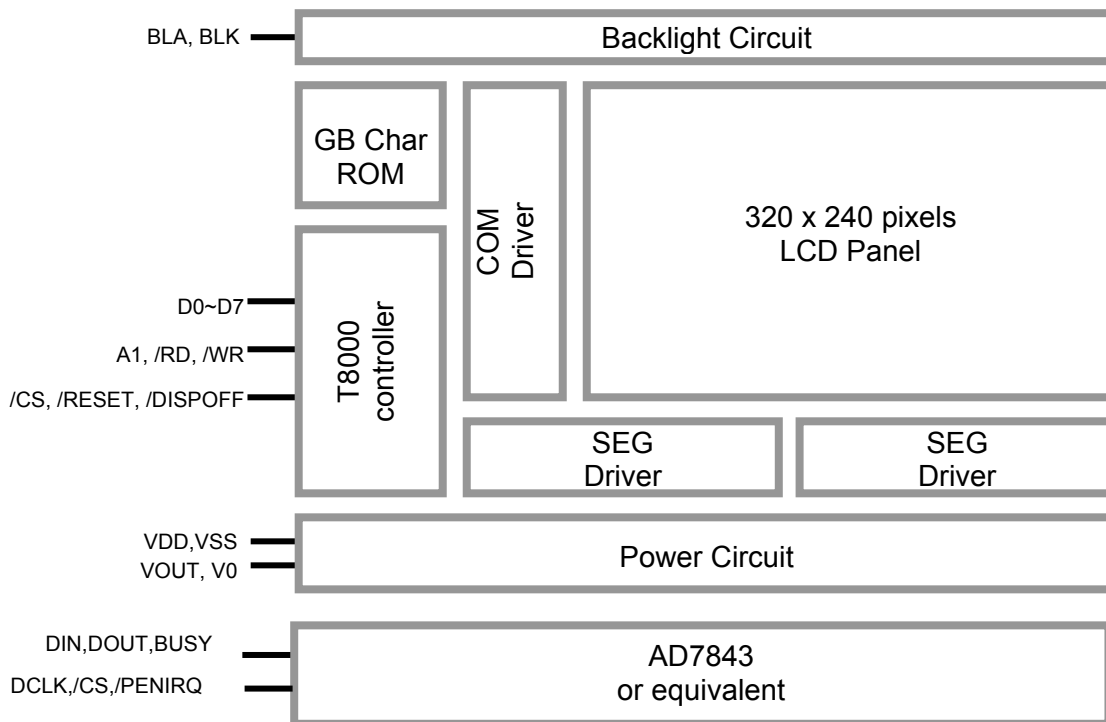 BLA, BLK
Backlight Circuit
GB Char
ROM
COM
Driver
320 x 240 pixels
LCD Panel
D0~D7
A1, /RD, /WR
/CS, /RESET, /DISPOFF
T8000
controller
SEG
Driver
SEG
Driver
VDD,VSS
VOUT, V0
Power Circuit
DIN,DOUT,BUSY
DCLK,/CS,/PENIRQ
AD7843
or equivalent